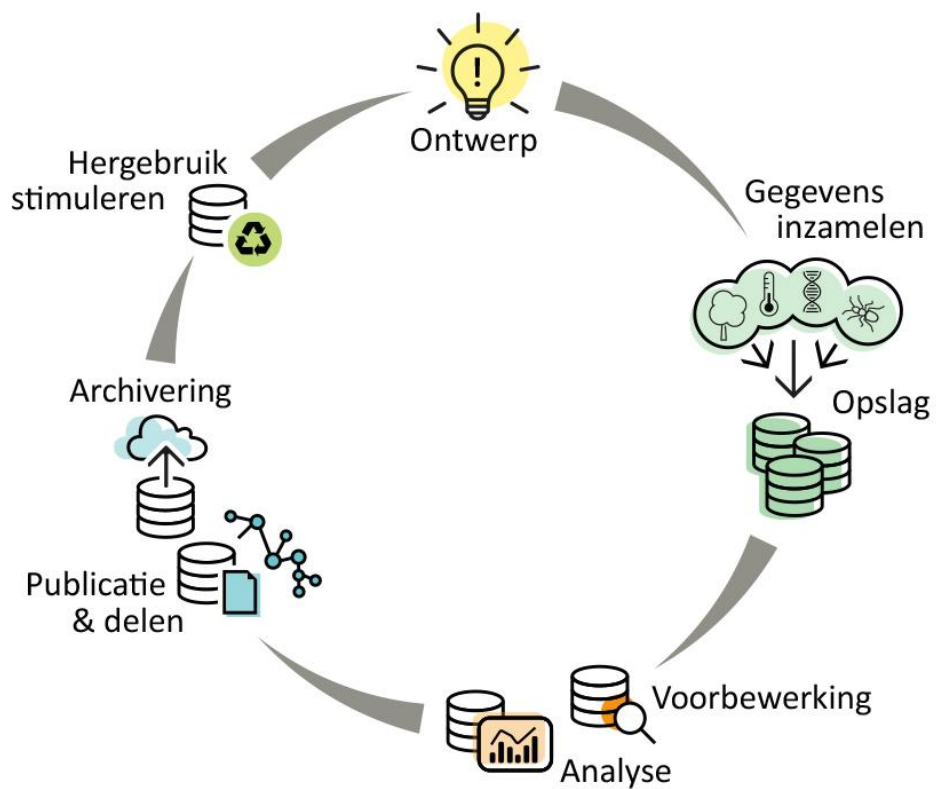 Ontwerp
Gegevens
inzamelen
Opslag
Voorbewerking
Analyse
Publicatie
& delen
Archivering
Hergebruik
stimuleren